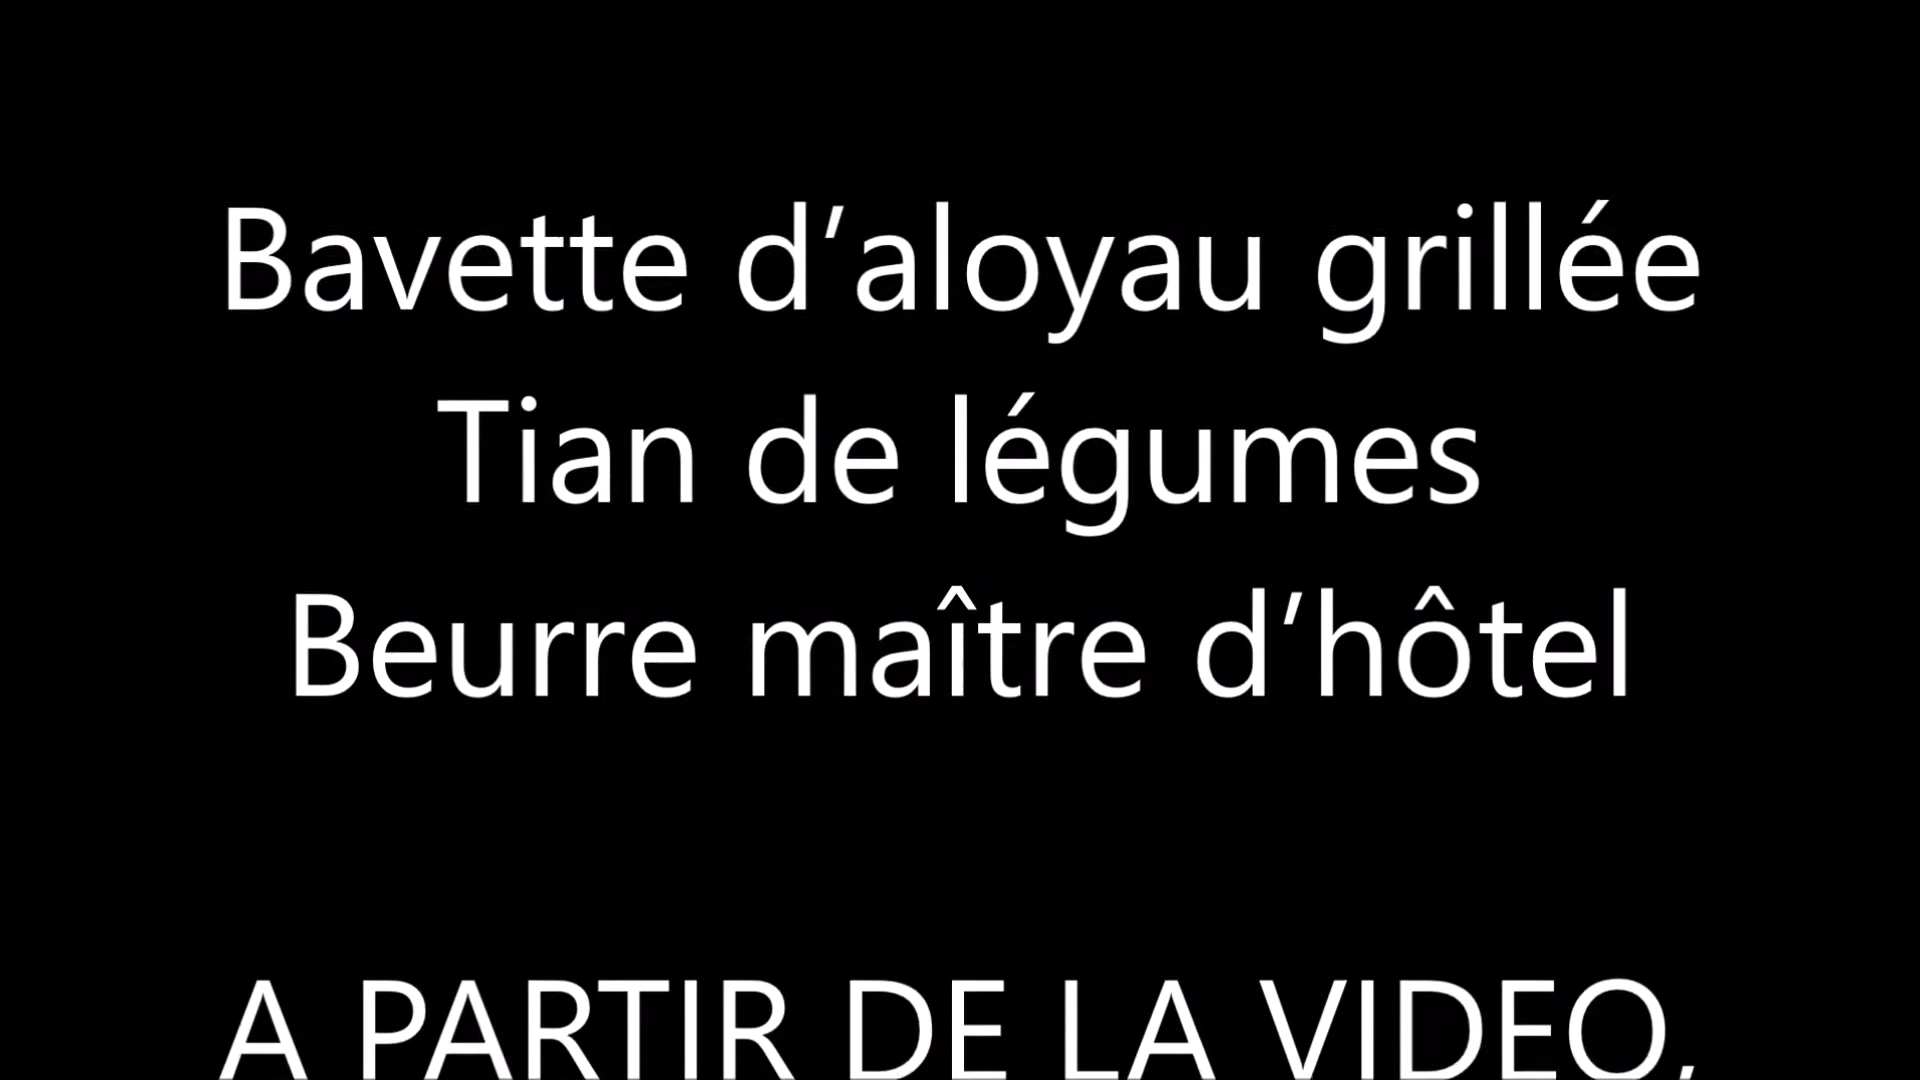 Bavette d’aloyau grillée
Tian de légumes
Beurre maître d’hôtel
A PARTIR DE LA VIDEO,